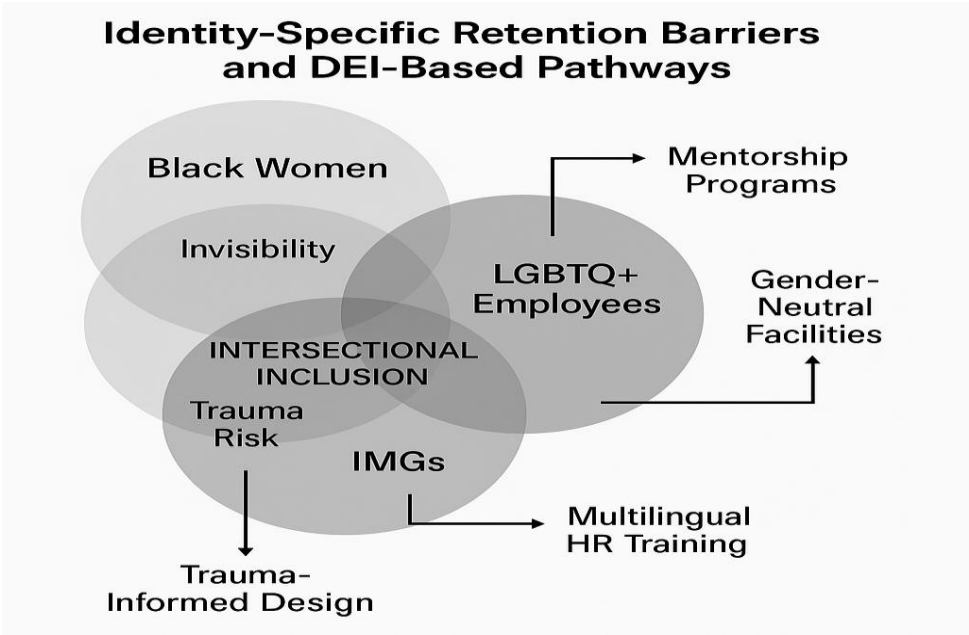 Identity-Specific Retention Barriers
and DEI-Based Pathways
Black Women
Invisibility
Mentorship
Programs
LGBTQ+
Employees
Gender-
Neutral
Facilities
INTERSECTIONAL
INCLUSION
Trauma
Risk
IMGs
Multilingual
HR Training
Trauma-
Informed Design